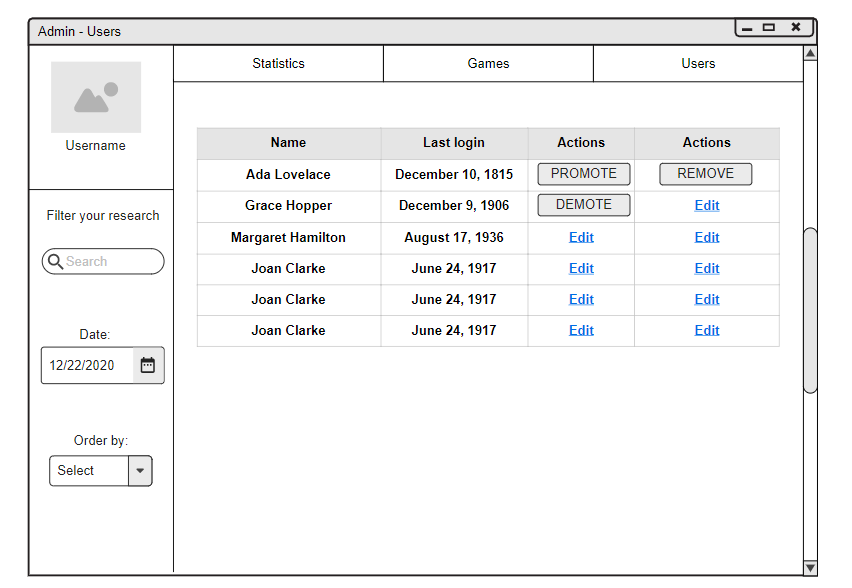 Admin - Users
Statistics Games Users
Username
Filter your research
Search
Date:
12/22/2020
Order by:
Select
Name Last login Actions Actions
Ada Lovelace December 10, 1815 PROMOTE REMOVE
Grace Hopper December 9, 1906 DEMOTE Edit
Margaret Hamilton August 17, 1936 Edit Edit
Joan Clarke June 24, 1917 Edit Edit
Joan Clarke June 24, 1917 Edit Edit
Joan Clarke June 24, 1917 Edit Edit